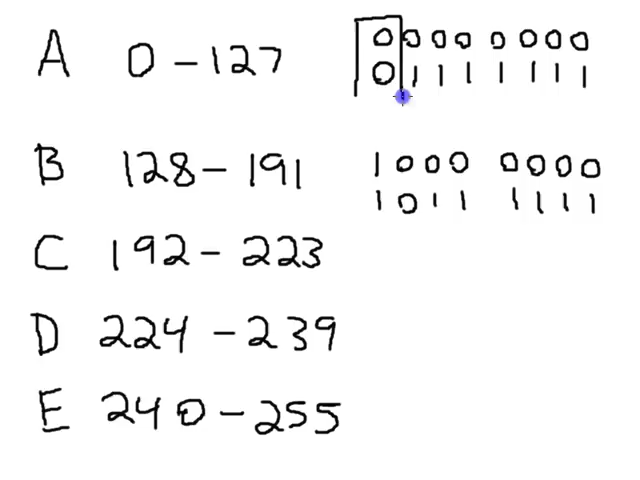 A 0 - 127 0000 0000
0111 1111
B 128 - 191 1000 0000
1011 1111
C 192 - 223
D 224 - 239
E 240 - 255